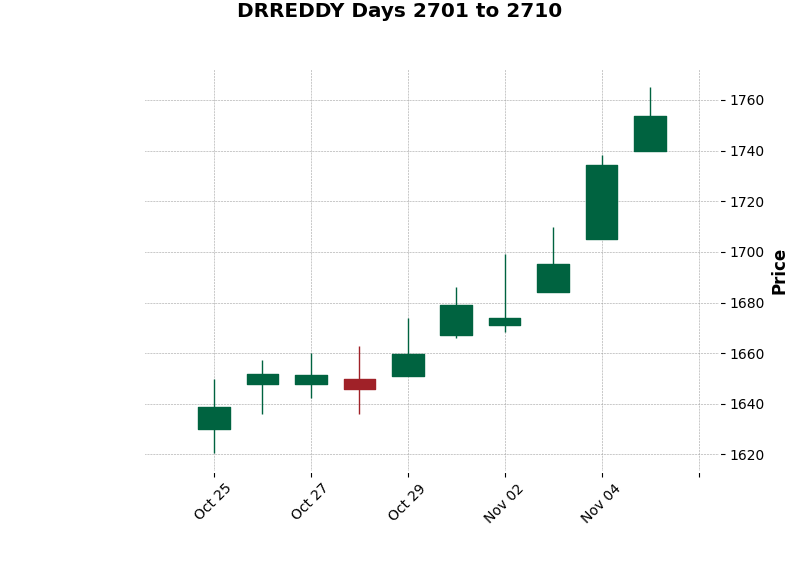 DRREDDY Days 2701 to 2710
1760
1740
1720
1700
1680
1660
1640
1620
Price
Oct 25
Oct 27
Oct 29
Nov 02
Nov 04